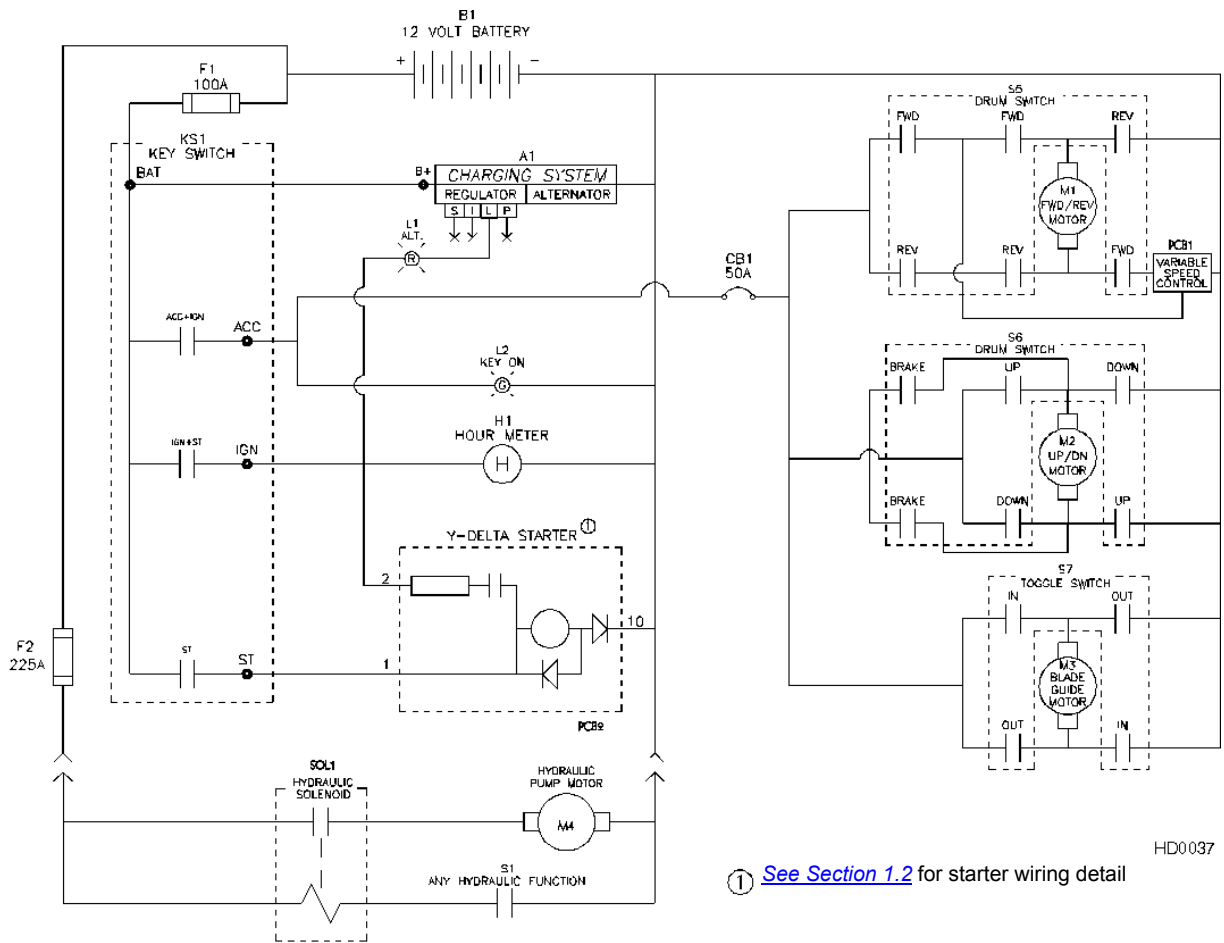 B1
12 VOLT BATTERY
+
-
F1
100A
KS1
KEY SWITCH
BAT
A1
B+
CHARGING SYSTEM
REGULATOR
ALTERNATOR
S
I
L
P
L1
ALT.
R
ACC+IGN
ACC
L2
KEY ON
G
H1
HOUR METER
H
IGN+ST
IGN
Y-DELTA STARTER ①
2
10
ST
ST
1
F2
225A
SOL1
HYDRAULIC
SOLENOID
HYDRAULIC
PUMP MOTOR
M4
S1
ANY HYDRAULIC FUNCTION
CB1
50A
DRUM SWITCH
FWD
FWD
REV
M1
FWD/REV
MOTOR
REV
REV
FWD
PCB1
VARIABLE
SPEED
CONTROL
S6
DRUM SWITCH
BRAKE
UP
DOWN
M2
UP/DN
MOTOR
BRAKE
DOWN
UP
S7
TOGGLE SWITCH
IN
OUT
M3
BLADE
GUIDE
MOTOR
OUT
IN
HD0037
① See Section 1.2 for starter wiring detail